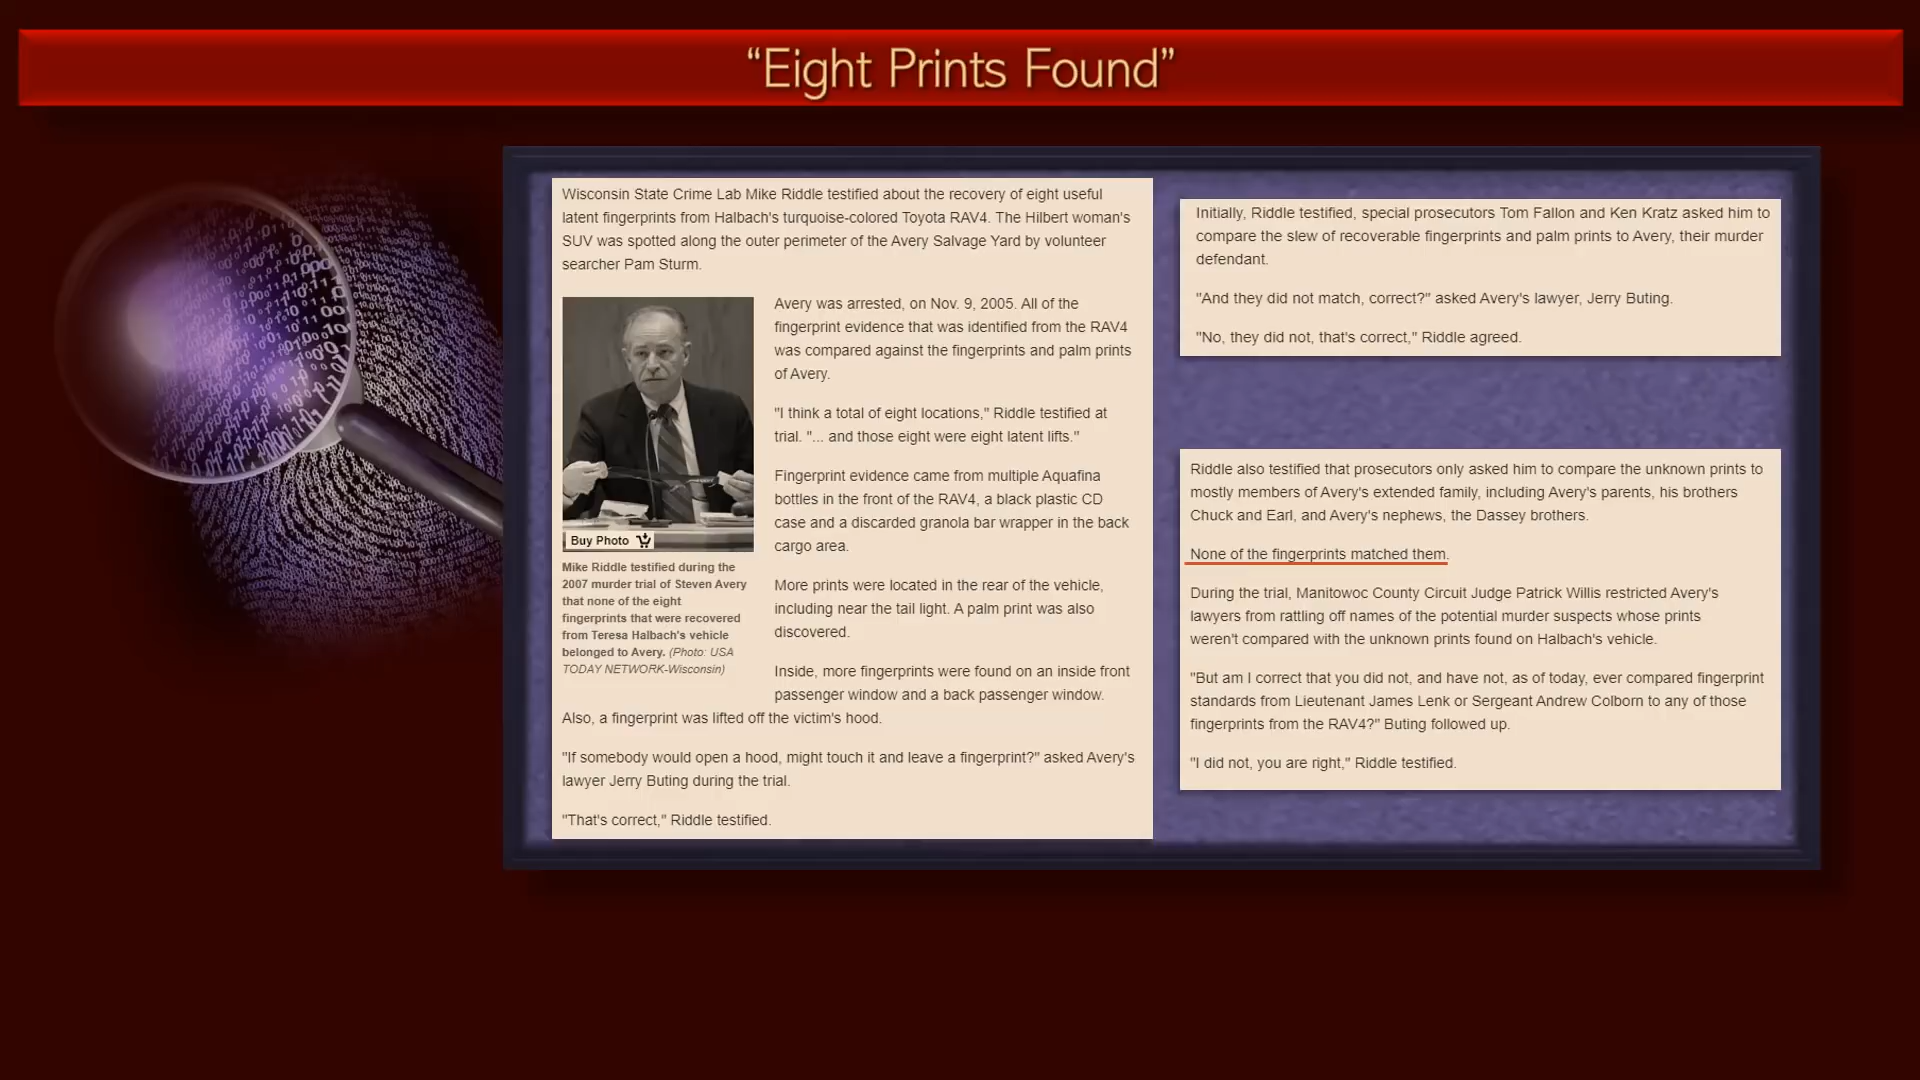 “Eight Prints Found”
Wisconsin State Crime Lab Mike Riddle testified about the recovery of eight useful
latent fingerprints from Halbach's turquoise-colored Toyota RAV4. The Hilbert woman's
SUV was spotted along the outer perimeter of the Avery Salvage Yard by volunteer
searcher Pam Sturm.
Buy Photo
Mike Riddle testified during the
2007 murder trial of Steven Avery
that none of the eight
fingerprints that were recovered
from Teresa Halbach's vehicle
belonged to Avery. (Photo: USA
TODAY NETWORK-Wisconsin)
Avery was arrested, on Nov. 9, 2005. All of the
fingerprint evidence that was identified from the RAV4
was compared against the fingerprints and palm prints
of Avery.
"I think a total of eight locations," Riddle testified at
trial. "... and those eight were eight latent lifts."
Fingerprint evidence came from multiple Aquafina
bottles in the front of the RAV4, a black plastic CD
case and a discarded granola bar wrapper in the back
cargo area.
More prints were located in the rear of the vehicle,
including near the tail light. A palm print was also
discovered.
Inside, more fingerprints were found on an inside front
passenger window and a back passenger window.
Also, a fingerprint was lifted off the victim's hood.
"If somebody would open a hood, might touch it and leave a fingerprint?" asked Avery's
lawyer Jerry Buting during the trial.
"That's correct," Riddle testified.
Initially, Riddle testified, special prosecutors Tom Fallon and Ken Kratz asked him to
compare the slew of recoverable fingerprints and palm prints to Avery, their murder
defendant.
"And they did not match, correct?" asked Avery's lawyer, Jerry Buting.
"No, they did not, that's correct," Riddle agreed.
Riddle also testified that prosecutors only asked him to compare the unknown prints to
mostly members of Avery's extended family, including Avery's parents, his brothers
Chuck and Earl, and Avery's nephews, the Dassey brothers.
None of the fingerprints matched them.
During the trial, Manitowoc County Circuit Judge Patrick Willis restricted Avery's
lawyers from rattling off names of the potential murder suspects whose prints
weren't compared with the unknown prints found on Halbach's vehicle.
"But am I correct that you did not, and have not, as of today, ever compared fingerprint
standards from Lieutenant James Lenk or Sergeant Andrew Colborn to any of those
fingerprints from the RAV4?" Buting followed up.
"I did not, you are right," Riddle testified.